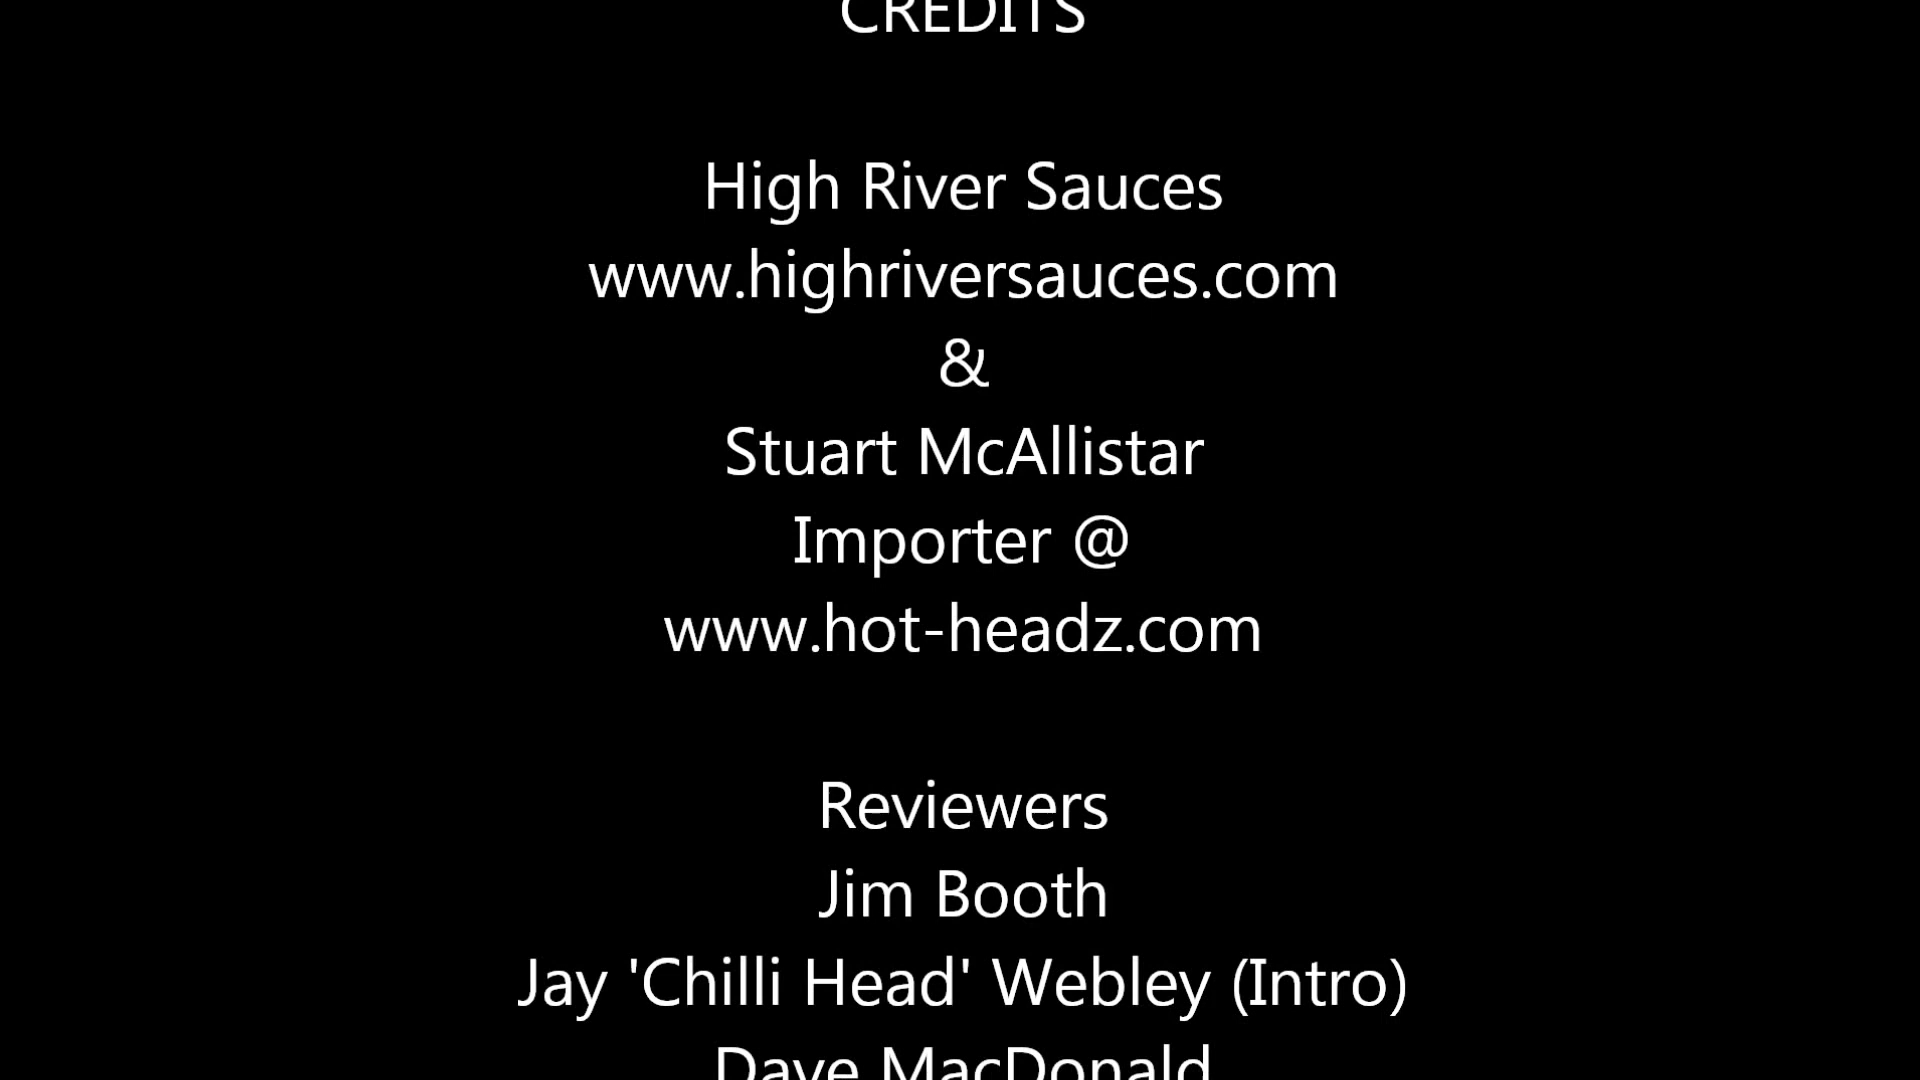 CREDITS
High River Sauces
www.highriversauces.com
&
Stuart McAllistar
Importer @
www.hot-headz.com
Reviewers
Jim Booth
Jay 'Chilli Head' Webley (Intro)
Dave MacDonald